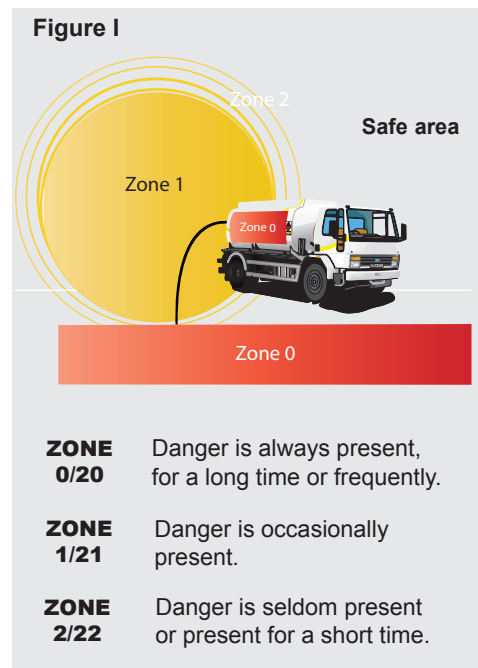 Figure I
Zone 2
Safe area
Zone 1
Zone 0
Zone 0
ZONE 0/20
Danger is always present,
for a long time or frequently.
ZONE 1/21
Danger is occasionally
present.
ZONE 2/22
Danger is seldom present
or present for a short time.